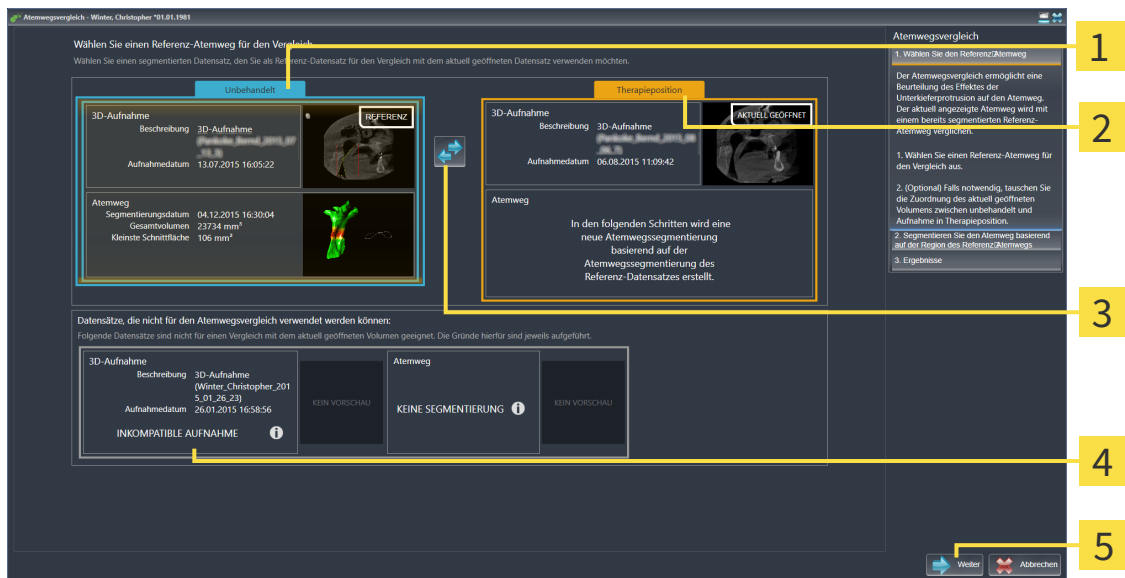 Atemwegsvergleich - Winter, Christopher *01.01.1981
Wählen Sie einen Referenz-Atemweg für den Vergleich
Wählen Sie einen segmentierten Datensatz, den Sie als Referenz-Datensatz für den Vergleich mit dem aktuell geöffneten Datensatz verwenden möchten.
Unbehandelt
3D-Aufnahme
Beschreibung 3D-Aufnahme
Aufnahmedatum 13.07.2015 16:05:22
REFERENZ
Atemweg
Segmentierungsdatum 04.12.2015 16:30:04
Gesamtvolumen 23734 mm³
Kleinste Schnittfläche 106 mm²
Therapieposition
3D-Aufnahme
Beschreibung 3D-Aufnahme
Aufnahmedatum 06.08.2015 11:09:42
AKTUELL GEÖFFNET
Atemweg
In den folgenden Schritten wird eine
neue Atemwegssegmentierung
basierend auf der
Atemwegssegmentierung des
Referenz-Datensatzes erstellt.
Datensätze, die nicht für den Atemwegsvergleich verwendet werden können:
Folgende Datensätze sind nicht für einen Vergleich mit dem aktuell geöffneten Volumen geeignet. Die Gründe hierfür sind jeweils aufgeführt.
3D-Aufnahme
Beschreibung 3D-Aufnahme
(Winter_Christopher_201
5_01_26_23)
Aufnahmedatum 26.01.2015 16:58:56
INKOMPATIBLE AUFNAHME
KEIN VORSCHAU
Atemweg
KEINE SEGMENTIERUNG
KEIN VORSCHAU
Atemwegsvergleich
1. Wählen Sie den Referenz Atemweg
Der Atemwegsvergleich ermöglicht eine
Beurteilung des Effektes der
Unterkieferprotrusion auf den Atemweg.
Der aktuell angezeigte Atemweg wird mit
einem bereits segmentierten Referenz-
Atemweg verglichen.
1. Wählen Sie einen Referenz-Atemweg für
den Vergleich aus.
2. (Optional) Falls notwendig, tauschen Sie
die Zuordnung des aktuell geöffneten
Volumens zwischen unbehandelt und
Aufnahme in Therapieposition.
2. Segmentieren Sie den Atemweg basierend
auf der Region des Referenz Atemwegs
3. Ergebnisse
Weiter
Abbrechen
1
2
3
4
5